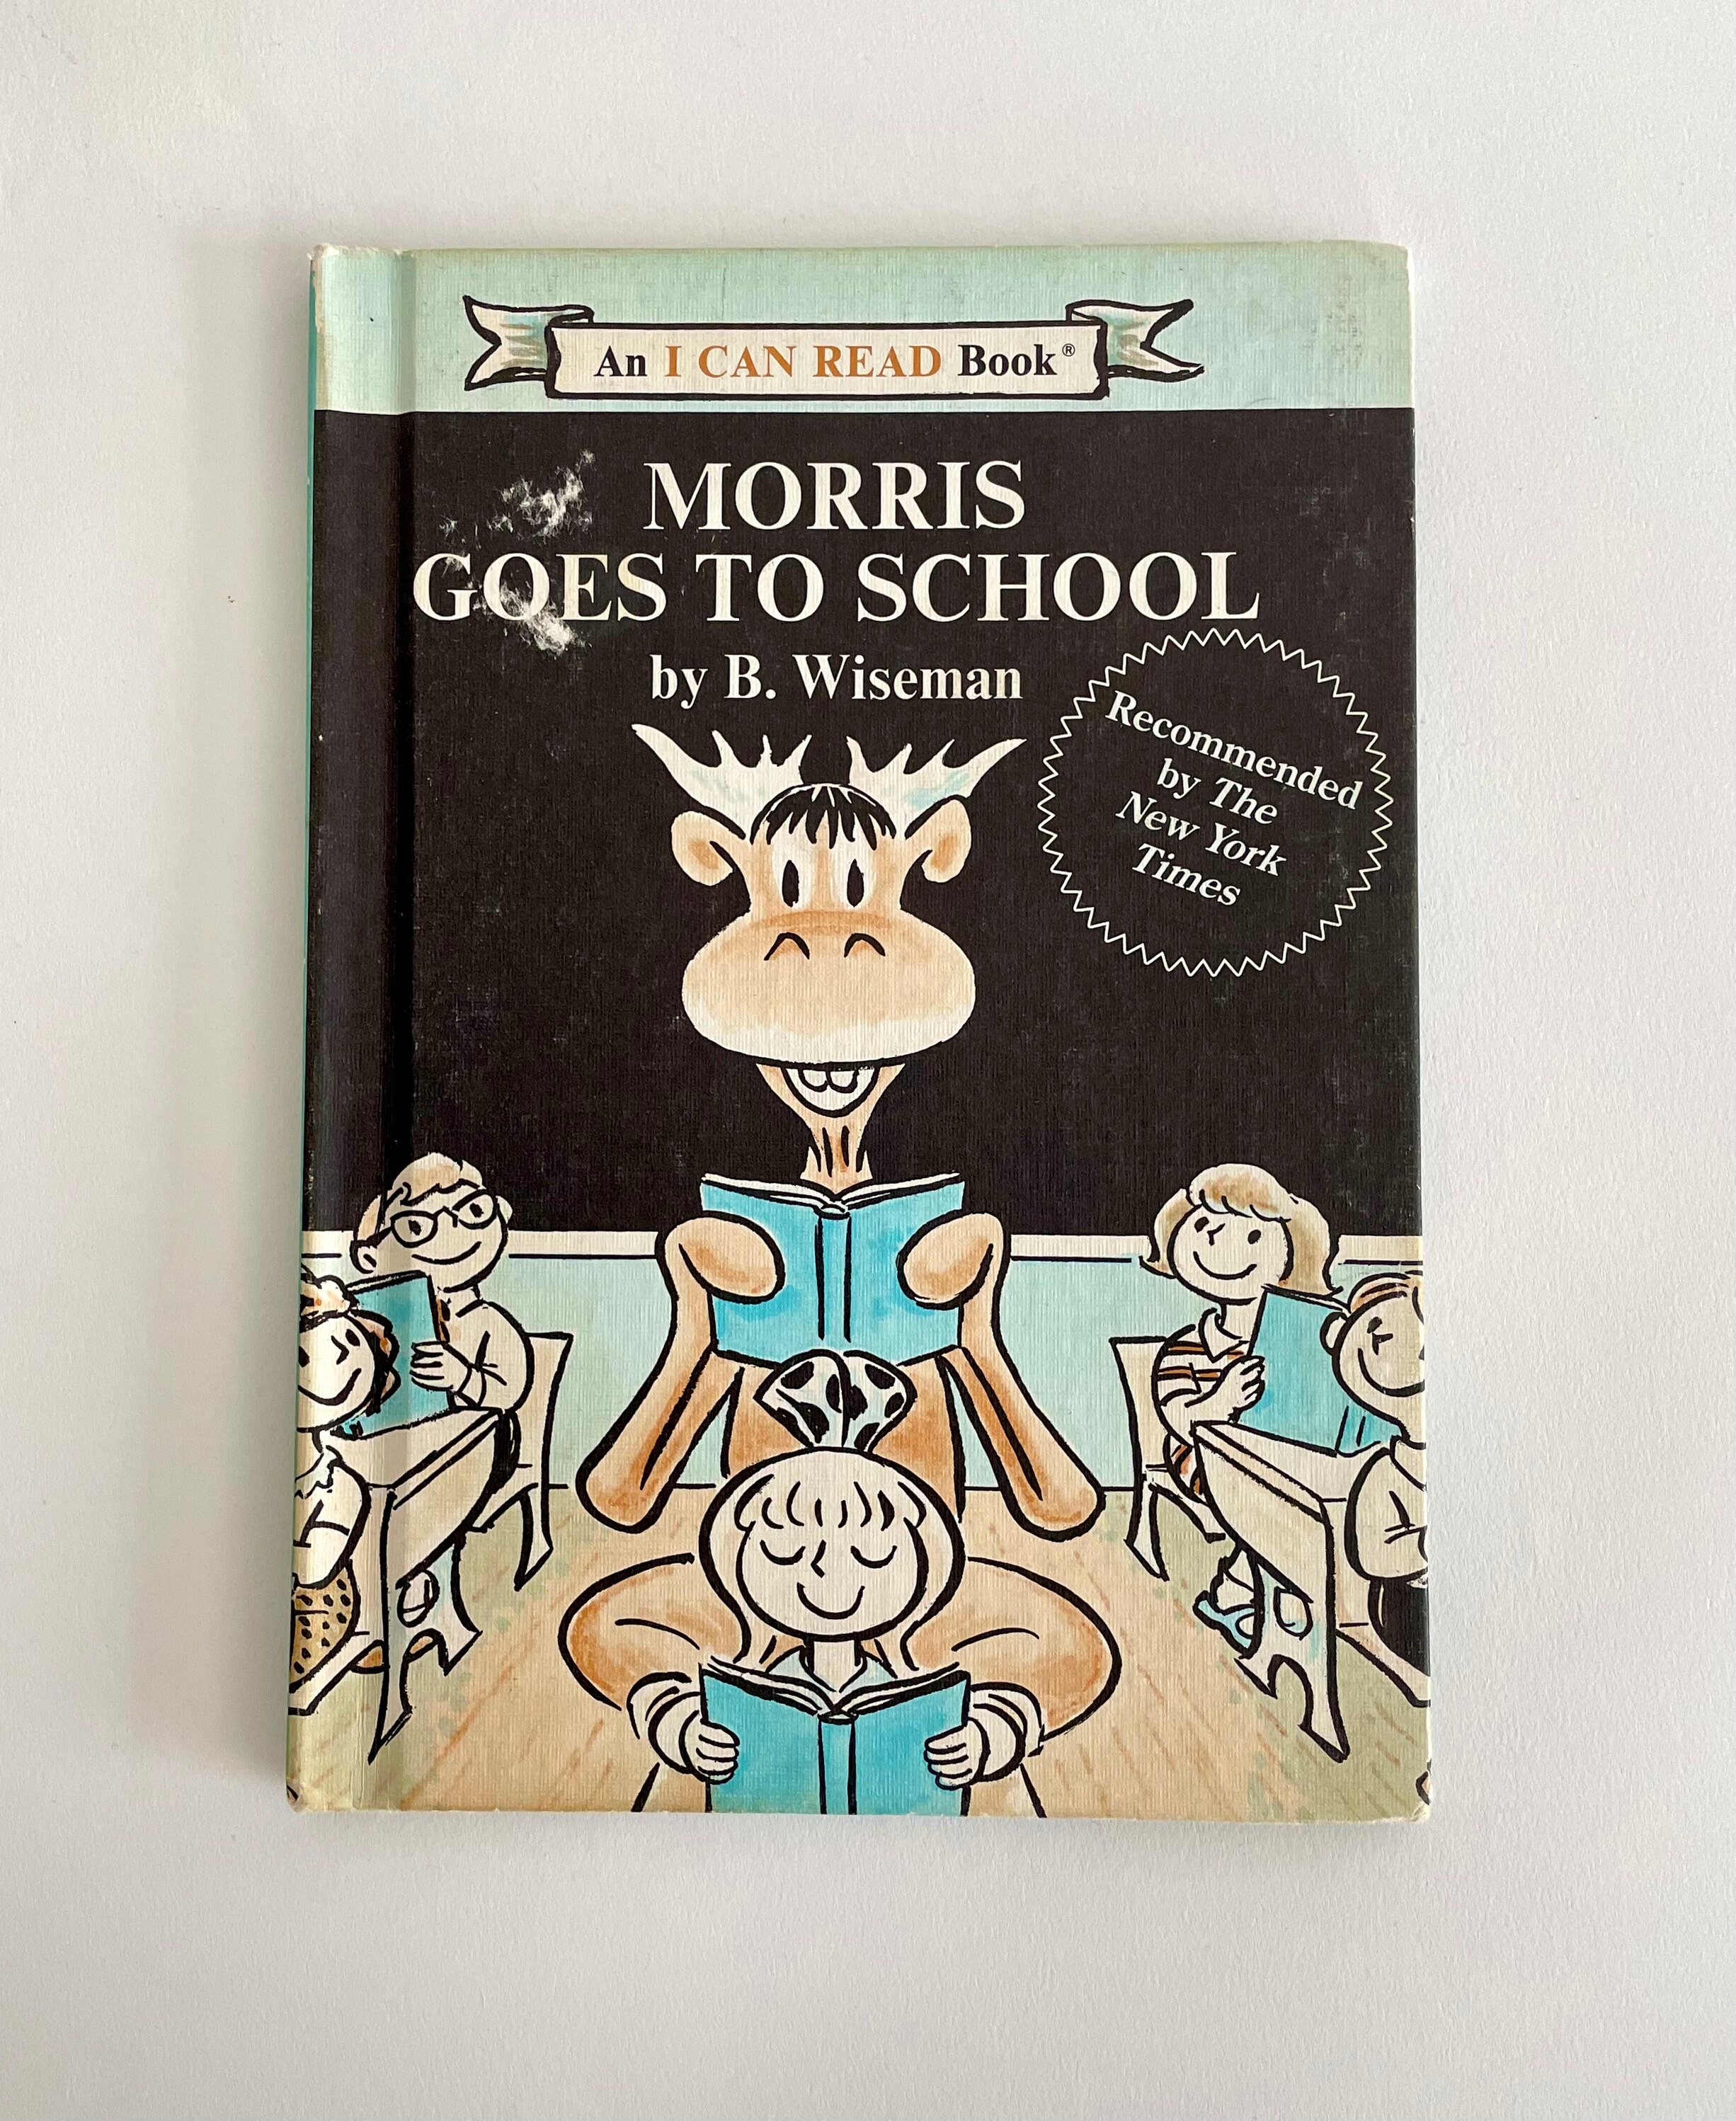 An I CAN READ Book®
MORRIS
GOES TO SCHOOL
by B. Wiseman
Recommended
by The
New York
Times